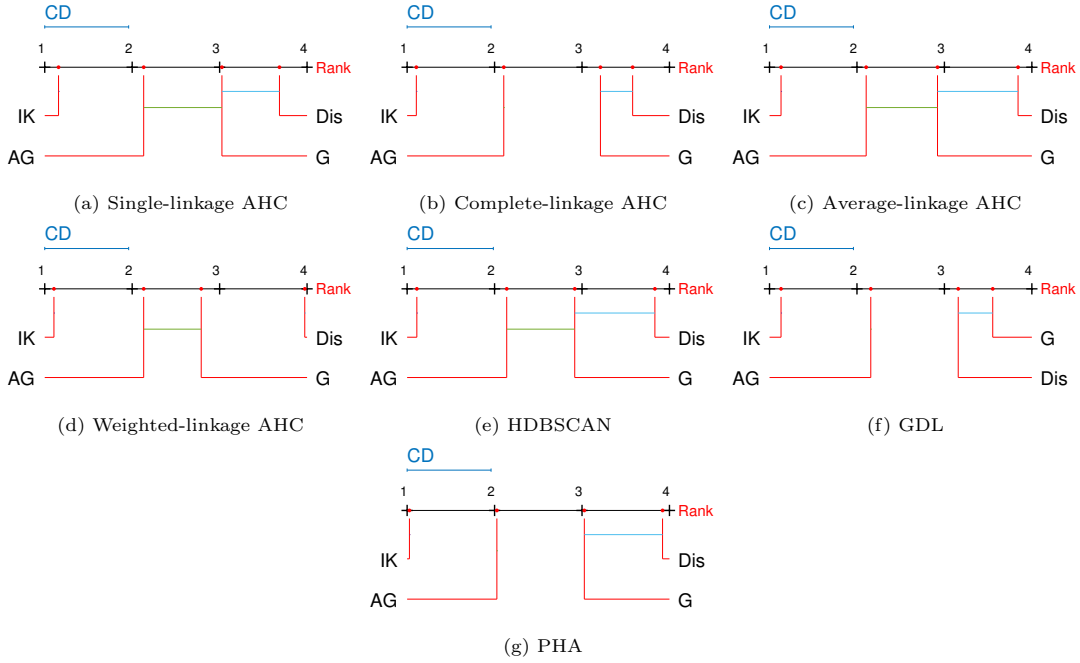 CD
1 2 3 4
Rank
IK Dis
AG G
(a) Single-linkage AHC
CD
1 2 3 4
Rank
IK Dis
AG G
(b) Complete-linkage AHC
CD
1 2 3 4
Rank
IK Dis
AG G
(c) Average-linkage AHC
CD
1 2 3 4
Rank
IK Dis
AG G
(d) Weighted-linkage AHC
CD
1 2 3 4
Rank
IK Dis
AG G
(e) HDBSCAN
CD
1 2 3 4
Rank
IK G
AG Dis
(f) GDL
CD
1 2 3 4
Rank
IK Dis
AG G
(g) PHA